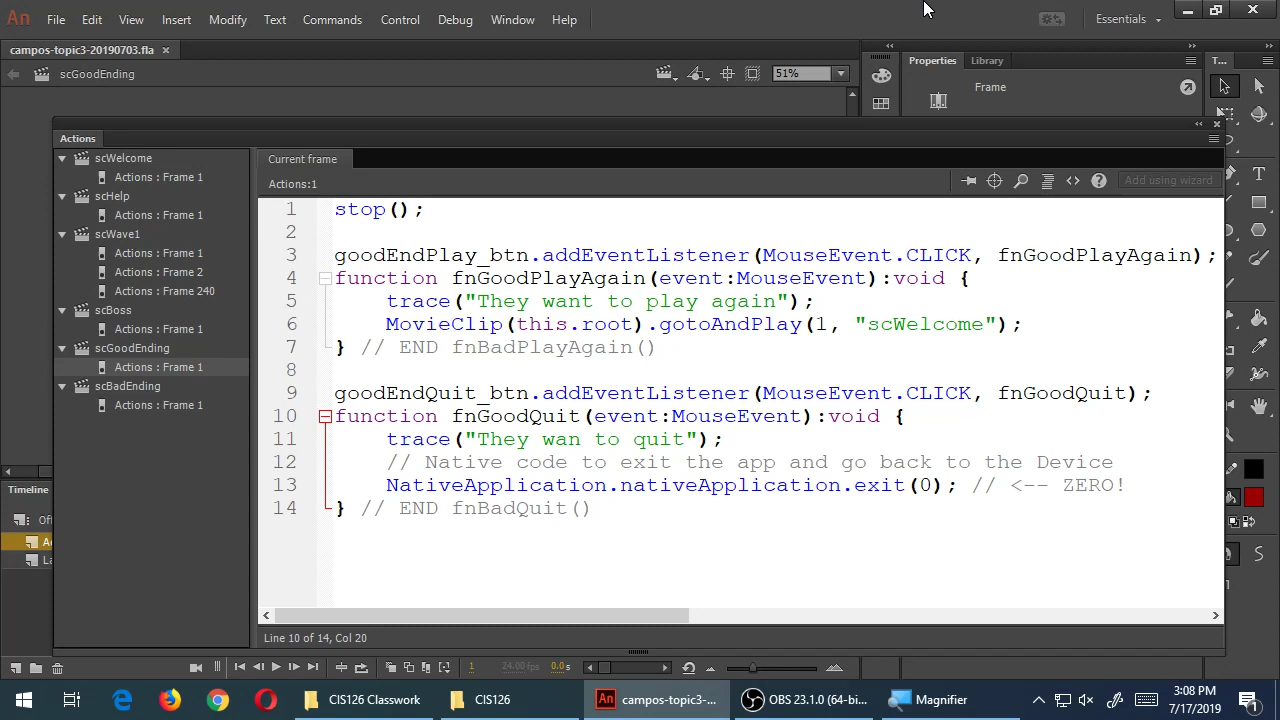 An File Edit View Insert Modify Text Commands Control Debug Window Help Essentials
campos-topic3-20190703.fla
scGoodEnding 51%
Properties Library T...
Frame
Actions
scWelcome
Actions : Frame 1
scHelp
Actions : Frame 1
scWave1
Actions : Frame 1
Actions : Frame 2
Actions : Frame 240
scBoss
Actions : Frame 1
scGoodEnding
Actions : Frame 1
scBadEnding
Actions : Frame 1
Current frame
Actions:1
Add using wizard
1 stop();
2
3 goodEndPlay_btn.addEventListener(MouseEvent.CLICK, fnGoodPlayAgain);
4 function fnGoodPlayAgain(event:MouseEvent):void {
5 trace("They want to play again");
6 MovieClip(this.root).gotoAndPlay(1, "scWelcome");
7 } // END fnBadPlayAgain()
8
9 goodEndQuit_btn.addEventListener(MouseEvent.CLICK, fnGoodQuit);
10 function fnGoodQuit(event:MouseEvent):void {
11 trace("They wan to quit");
12 // Native code to exit the app and go back to the Device
13 NativeApplication.nativeApplication.exit(0); // <-- ZERO!
14 } // END fnBadQuit()
Line 10 of 14, Col 20
Timeline
1 24.00 fps 0.0 s
CIS126 Classwork CIS126 An campos-topic3-... OBS 23.1.0 (64-bi... Magnifier
3:08 PM
7/17/2019
1